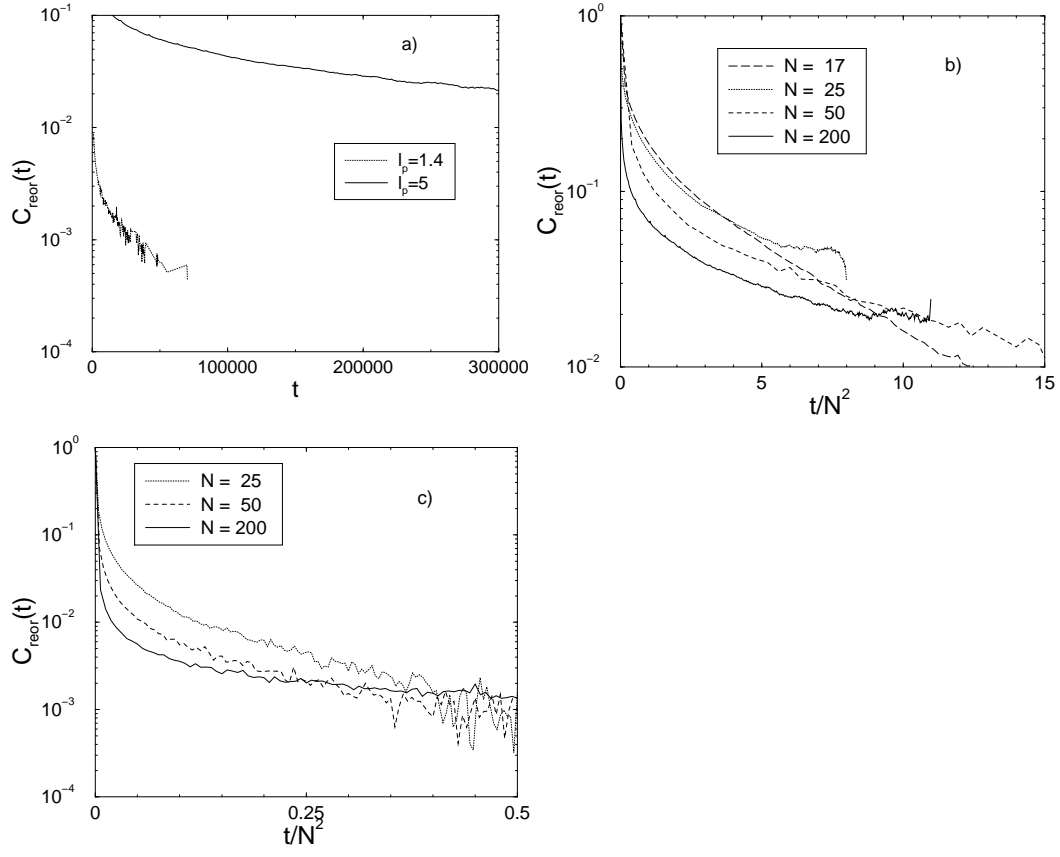 a)
10^-1
10^-2
10^-3
10^-4
C_reor(t)
l_p=1.4
l_p=5
0 100000 200000 300000
t
b)
10^0
10^-1
10^-2
C_reor(t)
N = 17
N = 25
N = 50
N = 200
0 5 10 15
t/N^2
c)
10^0
10^-1
10^-2
10^-3
10^-4
C_reor(t)
N = 25
N = 50
N = 200
0 0.25 0.5
t/N^2